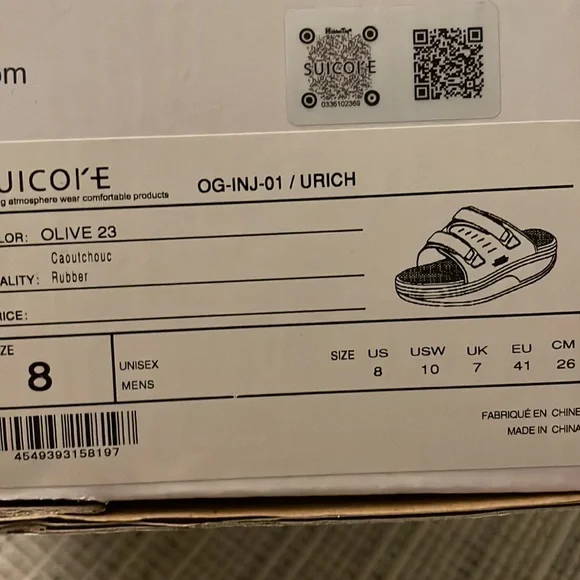 om
SUICOKE
0336102369
UICOKE
g atmosphere wear comfortable products
OG-INJ-01 / URICH
LOR: OLIVE 23
Caoutchouc
ALITY: Rubber
ICE:
ZE
8
UNISEX
MENS
SIZE US USW UK EU CM
8 10 7 41 26
4549393158197
FABRIQUÉ EN CHINE
MADE IN CHINA